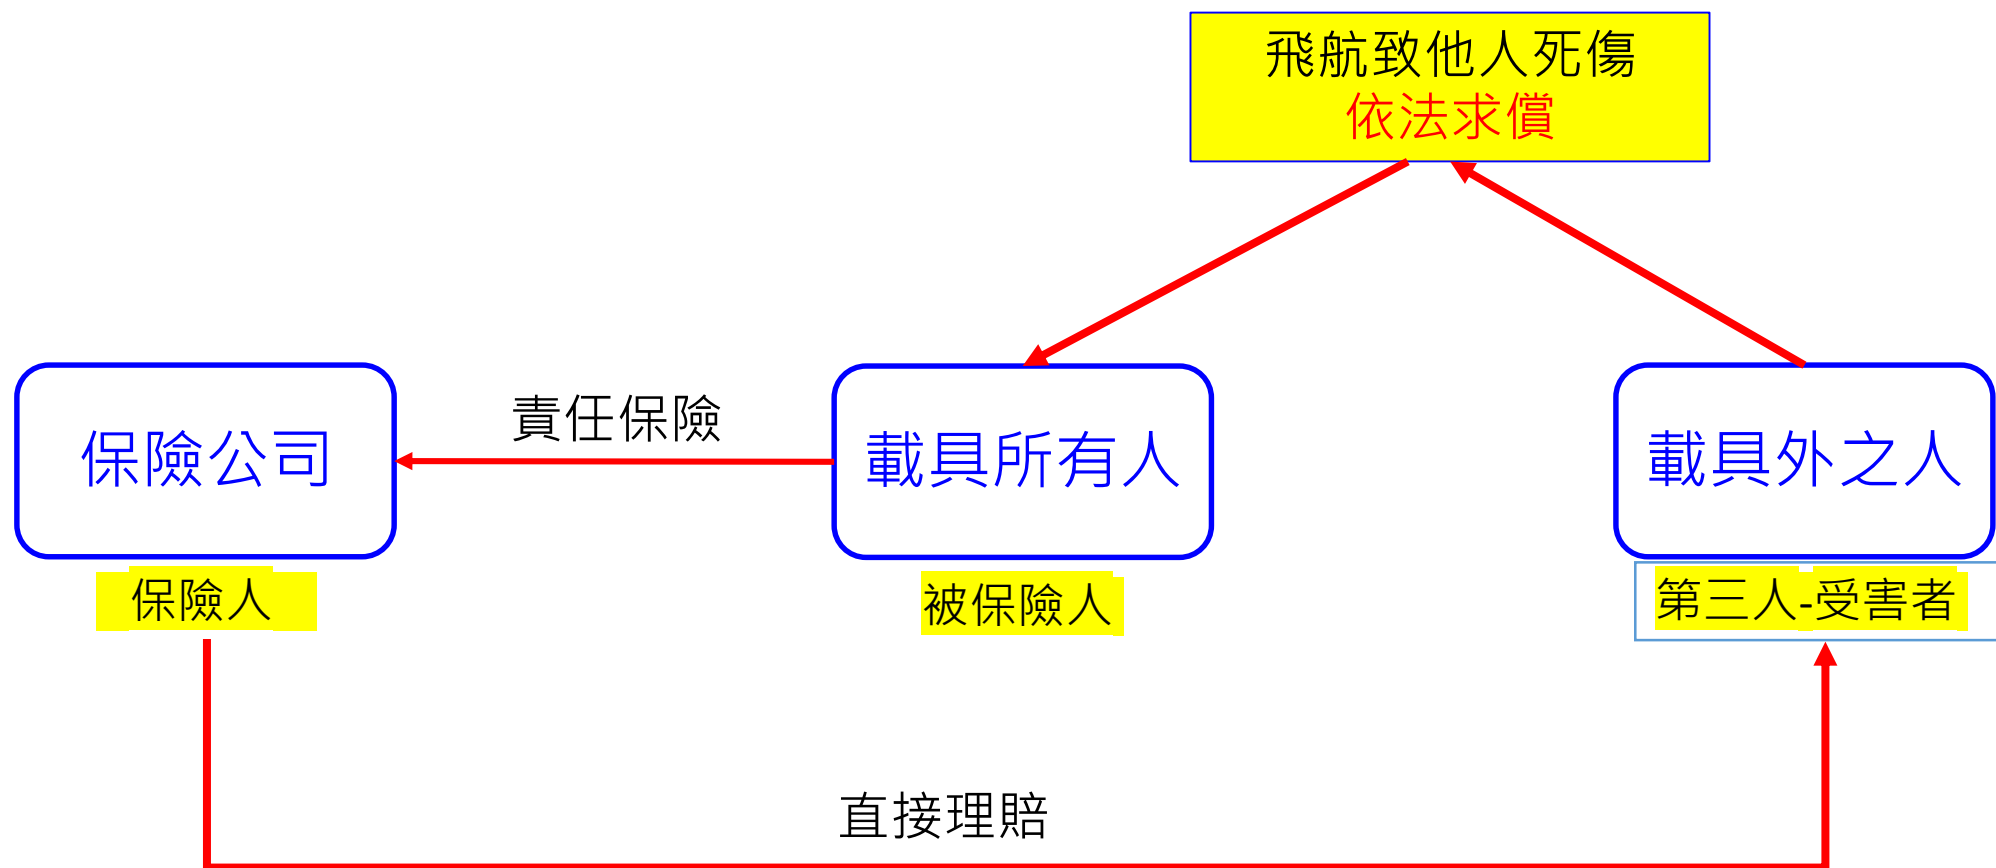 飛航致他人死傷
依法求償
責任保險
保險公司
載具所有人
載具外之人
保險人
被保險人
第三人-受害者
直接理賠